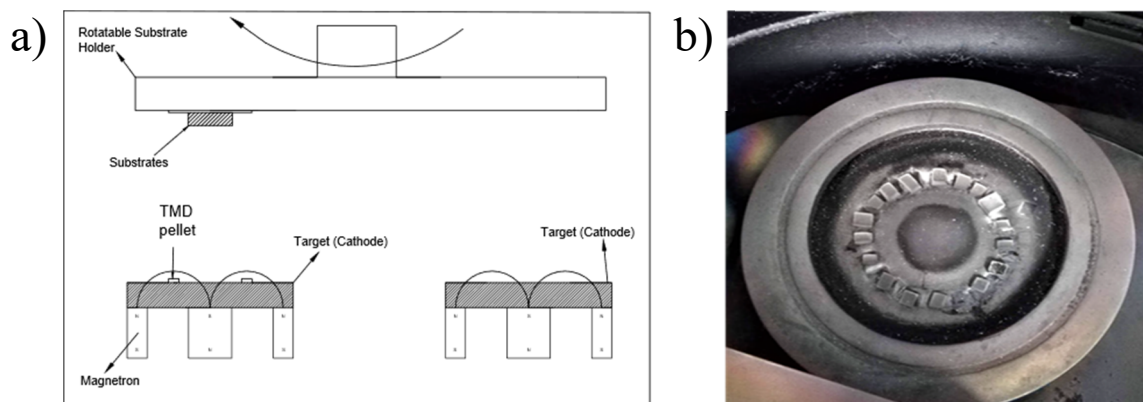 a)
Rotatable Substrate
Holder
Substrates
TMD
pellet
Target (Cathode)
Target (Cathode)
Magnetron
b)